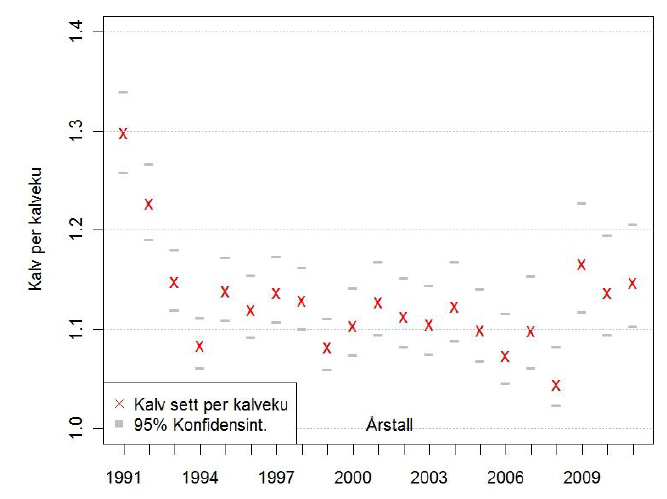 1.4
1.3
1.2
1.1
1.0
Kalv per kalveku
Kalv sett per kalveku
95% Konfidensint.
Årstall
1991 1994 1997 2000 2003 2006 2009